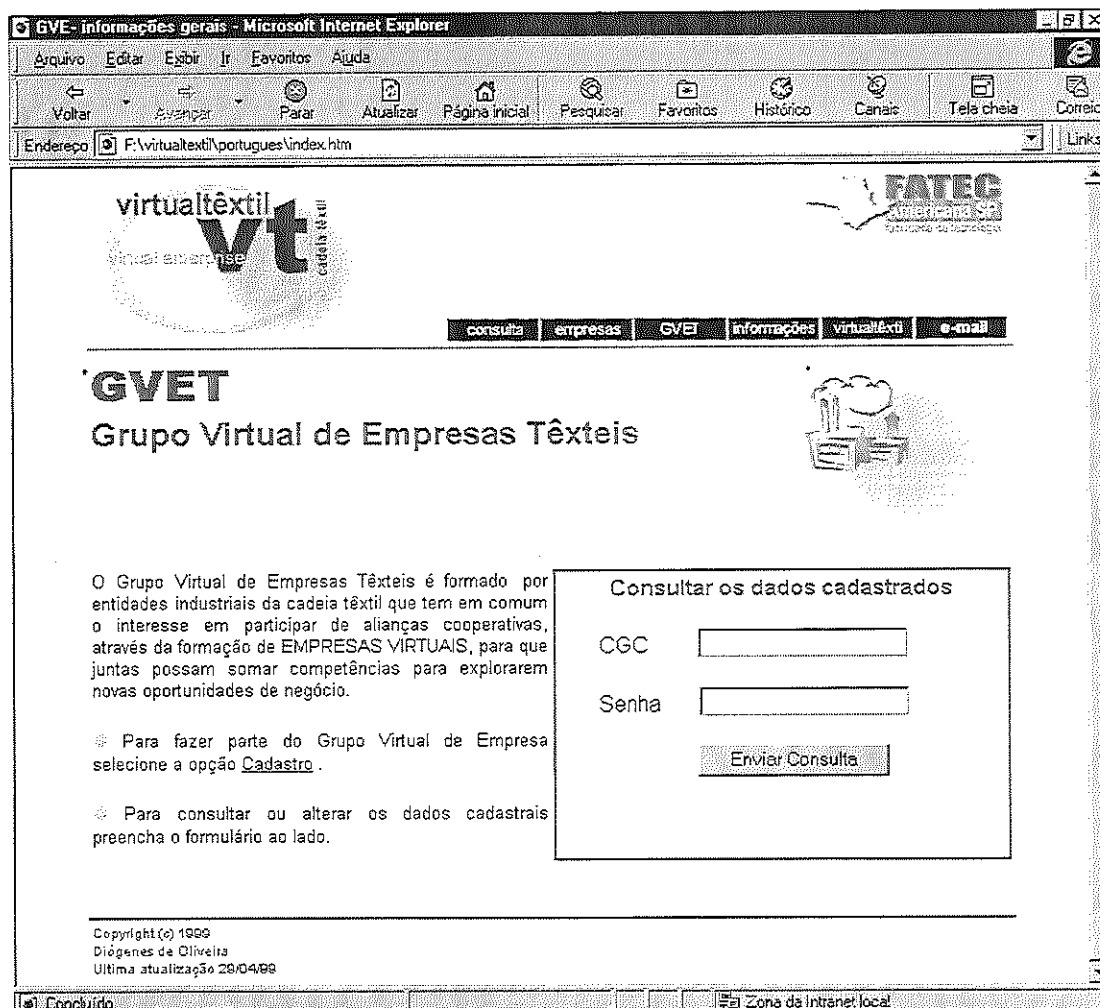 GVE- informações gerais - Microsoft Internet Explorer
Arquivo Editar Exibir Ir Favoritos Ajuda
Voltar Avançar Parar Atualizar Página inicial Pesquisar Favoritos Histórico Canais Tela cheia Correio
Endereço F:\virtualtextil\portugues\index.htm Links
virtualtêxtil
vt
virtual enterprise
cadeia têxtil
FATEC
Americana SP
faculdade de tecnologia
consulta empresas GVET informações virtualtêxtil e-mail
GVET
Grupo Virtual de Empresas Têxteis
O Grupo Virtual de Empresas Têxteis é formado por
entidades industriais da cadeia têxtil que tem em comum
o interesse em participar de alianças cooperativas,
através da formação de EMPRESAS VIRTUAIS, para que
juntas possam somar competências para explorarem
novas oportunidades de negócio.
Para fazer parte do Grupo Virtual de Empresa
selecione a opção Cadastro .
Para consultar ou alterar os dados cadastrais
preencha o formulário ao lado.
Consultar os dados cadastrados
CGC
Senha
Enviar Consulta
Copyright (c) 1999
Diógenes de Oliveira
Ultima atualização 29/04/99
Concluído Zona da Intranet local